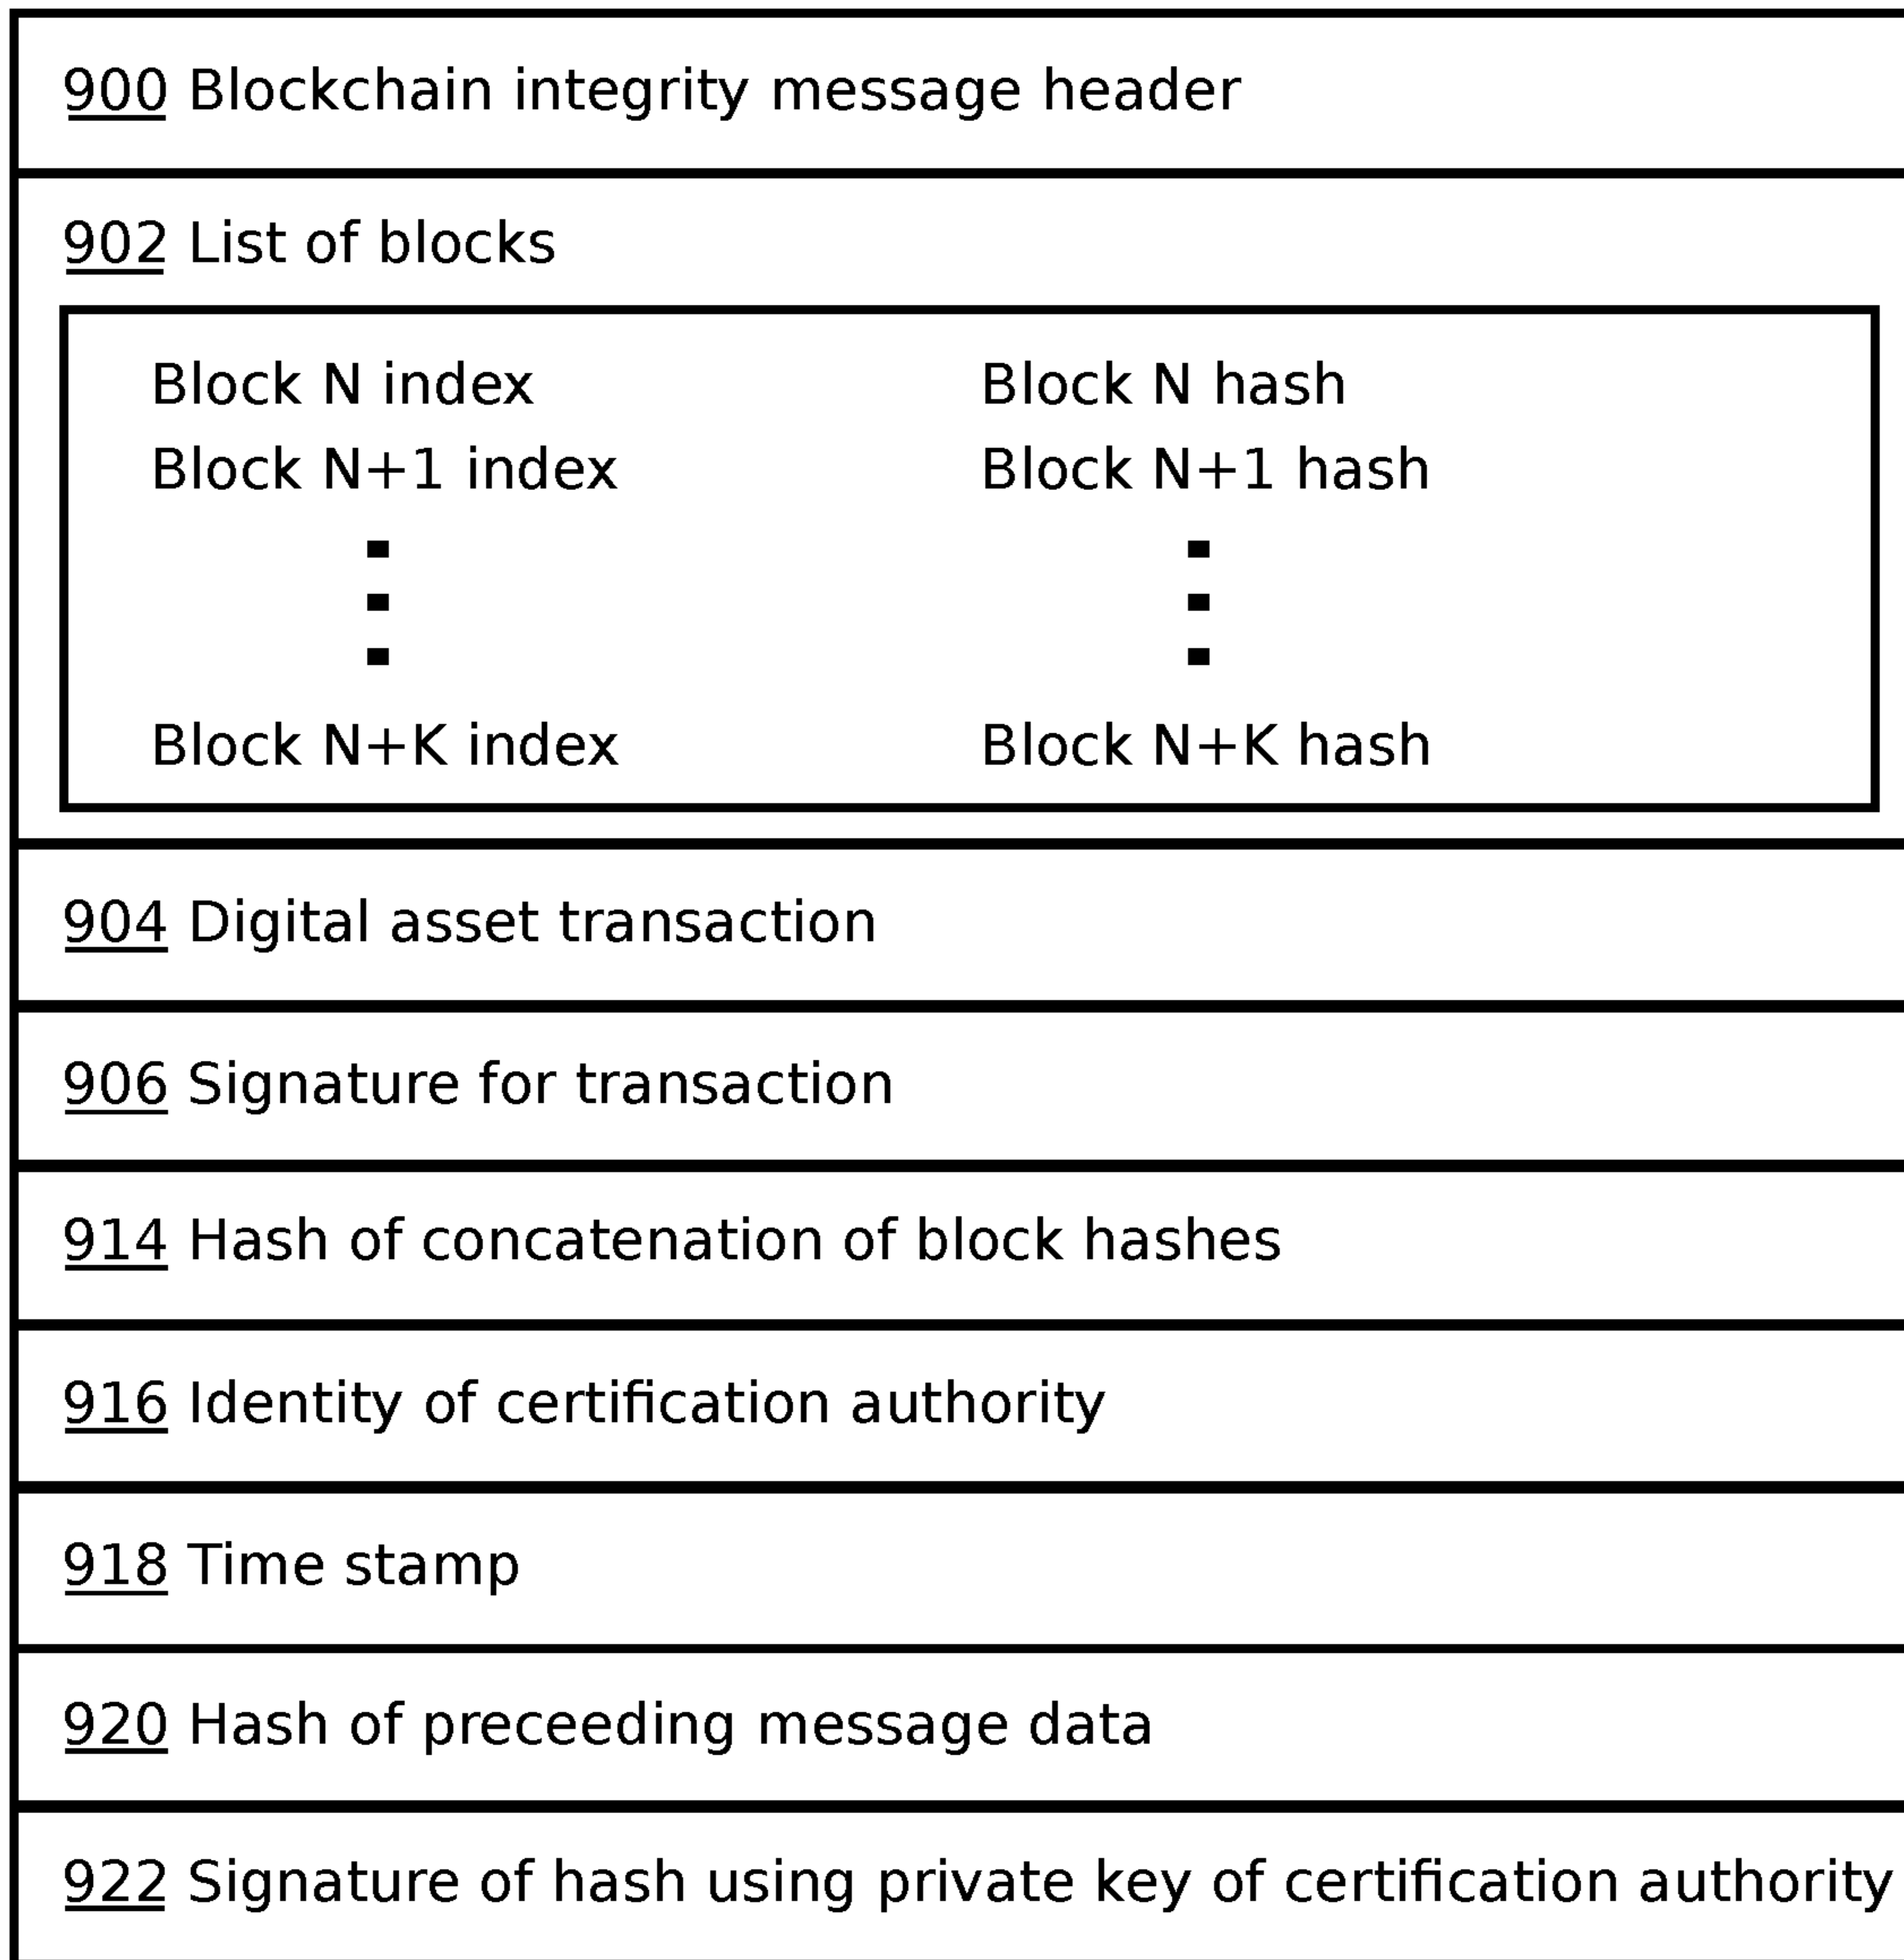 900 Blockchain integrity message header
902 List of blocks
Block N index Block N hash
Block N+1 index Block N+1 hash
Block N+K index Block N+K hash
904 Digital asset transaction
906 Signature for transaction
914 Hash of concatenation of block hashes
916 Identity of certification authority
918 Time stamp
920 Hash of preceeding message data
922 Signature of hash using private key of certification authority